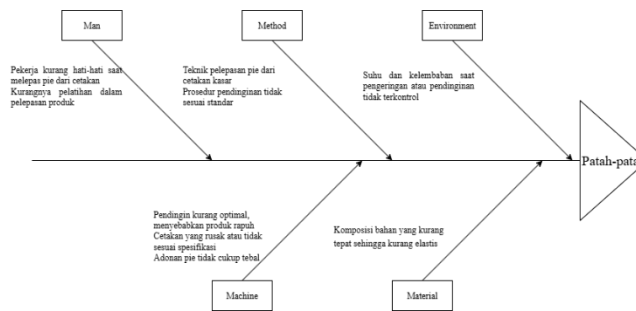 Man
Method
Environment
Pekerja kurang hati-hati saat
melepas pie dari cetakan
Kurangnya pelatihan dalam
pelepasan produk
Teknik pelepasan pie dari
cetakan kasar
Prosedur pendinginan tidak
sesuai standar
Suhu dan kelembaban saat
pengeringan atau pendinginan
tidak terkontrol
Patah-pata
Pendingin kurang optimal,
menyebabkan produk rapuh
Cetakan yang rusak atau tidak
sesuai spesifikasi
Adonan pie tidak cukup tebal
Komposisi bahan yang kurang
tepat sehingga kurang elastis
Machine
Material